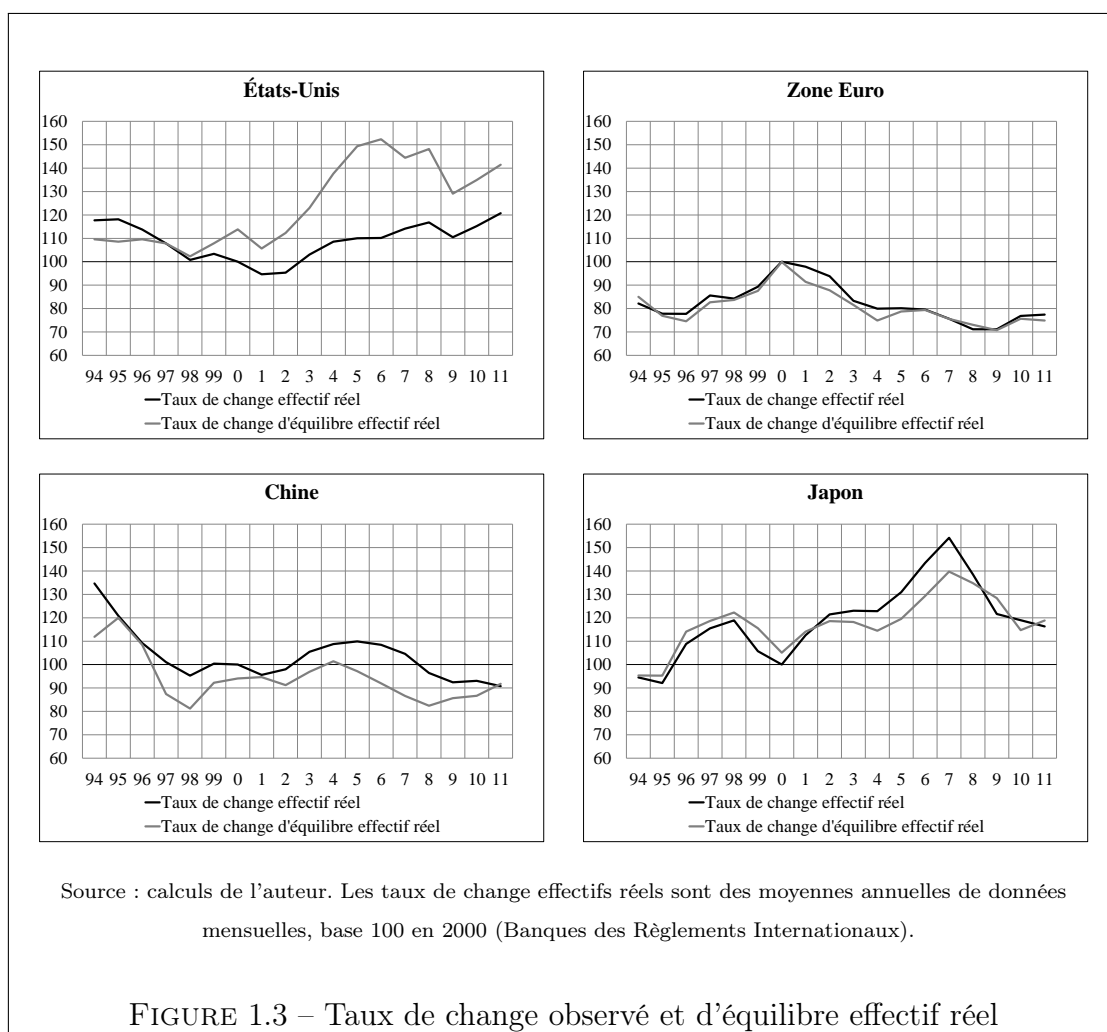 États-Unis
160
150
140
130
120
110
100
90
80
70
60
94 95 96 97 98 99 0 1 2 3 4 5 6 7 8 9 10 11
Taux de change effectif réel
Taux de change d'équilibre effectif réel
Zone Euro
160
150
140
130
120
110
100
90
80
70
60
94 95 96 97 98 99 0 1 2 3 4 5 6 7 8 9 10 11
Taux de change effectif réel
Taux de change d'équilibre effectif réel
Chine
160
150
140
130
120
110
100
90
80
70
60
94 95 96 97 98 99 0 1 2 3 4 5 6 7 8 9 10 11
Taux de change effectif réel
Taux de change d'équilibre effectif réel
Japon
160
150
140
130
120
110
100
90
80
70
60
94 95 96 97 98 99 0 1 2 3 4 5 6 7 8 9 10 11
Taux de change effectif réel
Taux de change d'équilibre effectif réel
Source : calculs de l'auteur. Les taux de change effectifs réels sont des moyennes annuelles de données
mensuelles, base 100 en 2000 (Banques des Règlements Internationaux).
FIGURE 1.3 – Taux de change observé et d'équilibre effectif réel